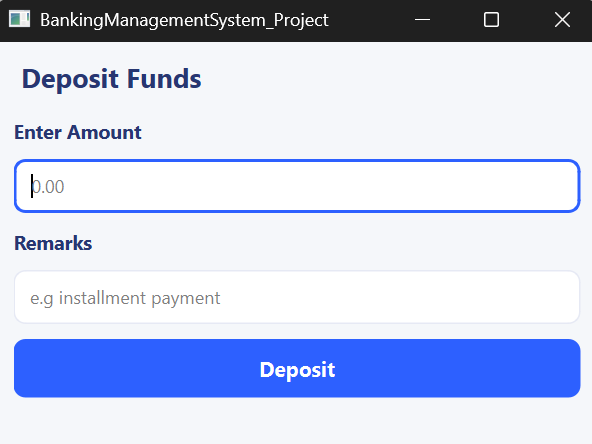 BankingManagementSystem_Project
Deposit Funds
Enter Amount
0.00
Remarks
e.g installment payment
Deposit